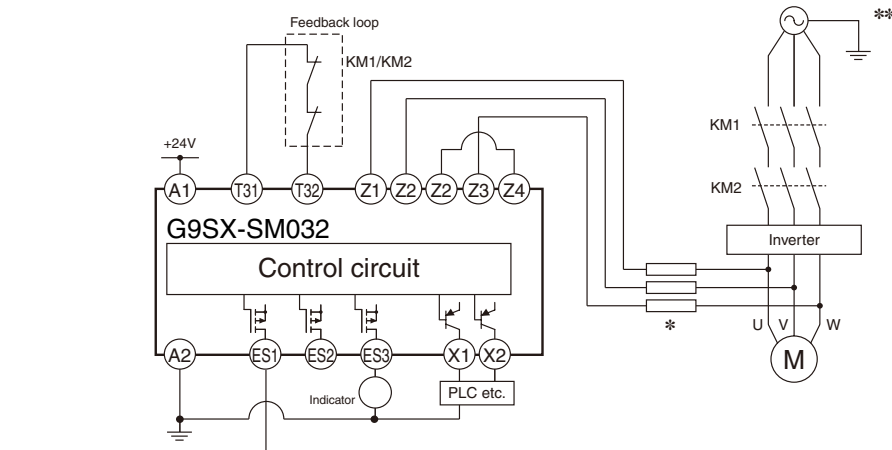 Feedback loop
**
KM1/KM2
KM1
+24V
A1
T31
T32
Z1
Z2
Z2
Z3
Z4
KM2
G9SX-SM032
Inverter
Control circuit
*
U
V
W
A2
ES1
ES2
ES3
X1
X2
M
Indicator
PLC etc.